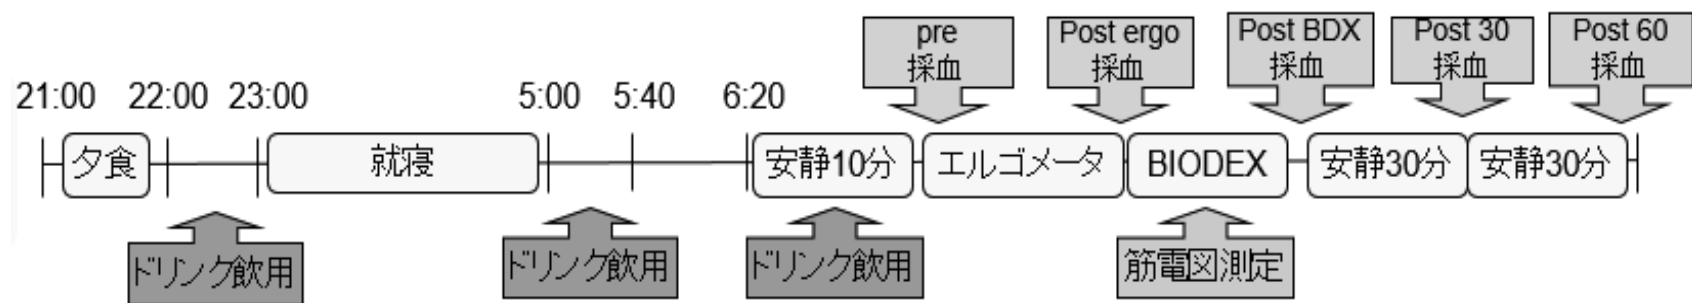 pre
採血
Post ergo
採血
Post BDX
採血
Post 30
採血
Post 60
採血
21:00 22:00 23:00 5:00 5:40 6:20
夕食 就寝 安静10分 エルゴメータ BIODEX 安静30分 安静30分
ドリンク飲用 ドリンク飲用 ドリンク飲用 筋電図測定